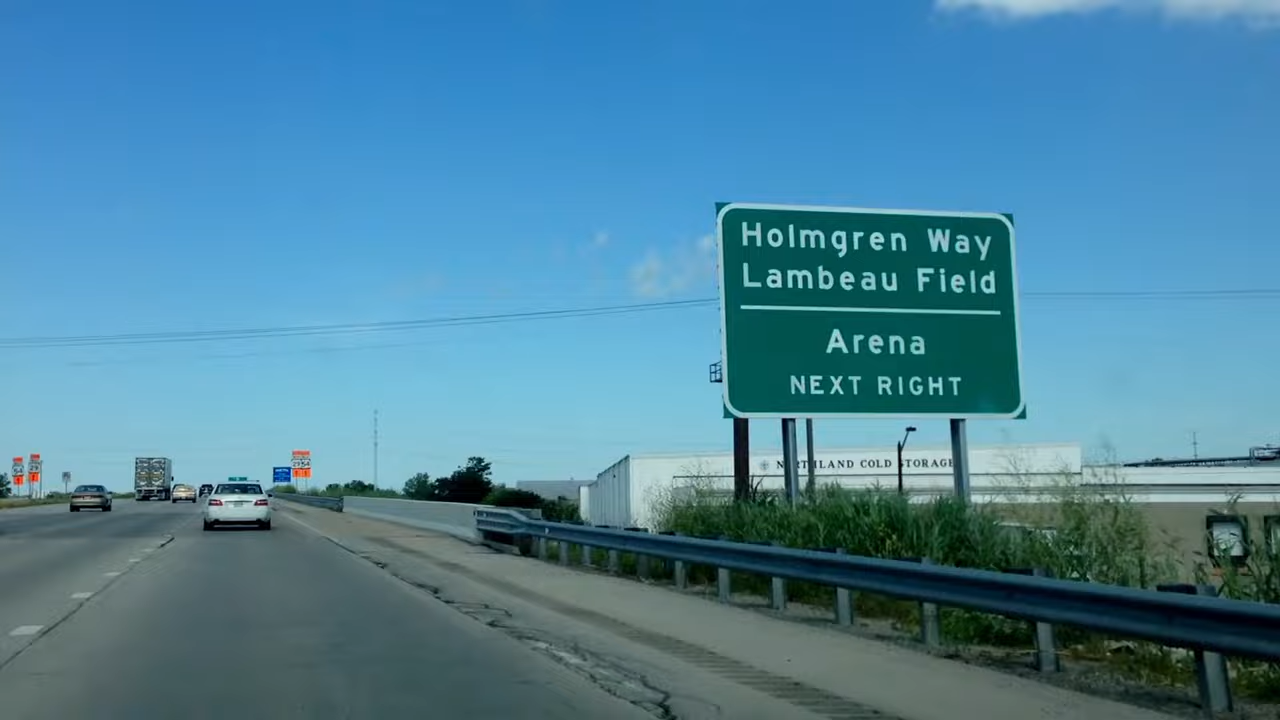 Holmgren Way
Lambeau Field
Arena
NEXT RIGHT
NORTHLAND COLD STORAGE